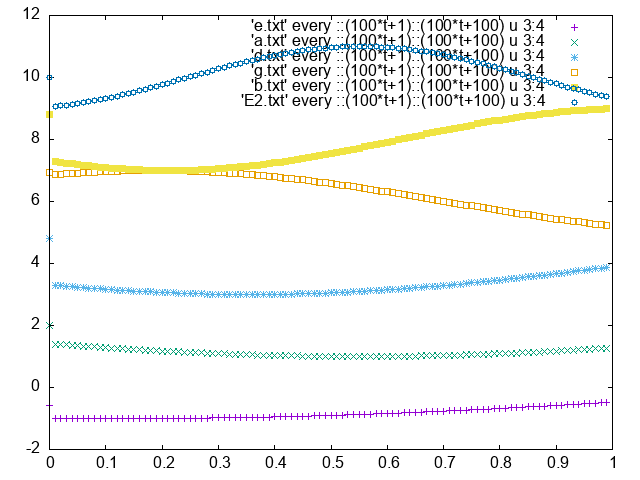 12
10
8
6
4
2
0
-2
0 0.1 0.2 0.3 0.4 0.5 0.6 0.7 0.8 0.9 1
'e.txt' every ::(100*t+1)::(100*t+100) u 3:4
'a.txt' every ::(100*t+1)::(100*t+100) u 3:4
'd.txt' every ::(100*t+1)::(100*t+100) u 3:4
'g.txt' every ::(100*t+1)::(100*t+100) u 3:4
'b.txt' every ::(100*t+1)::(100*t+100) u 3:4
'E2.txt' every ::(100*t+1)::(100*t+100) u 3:4